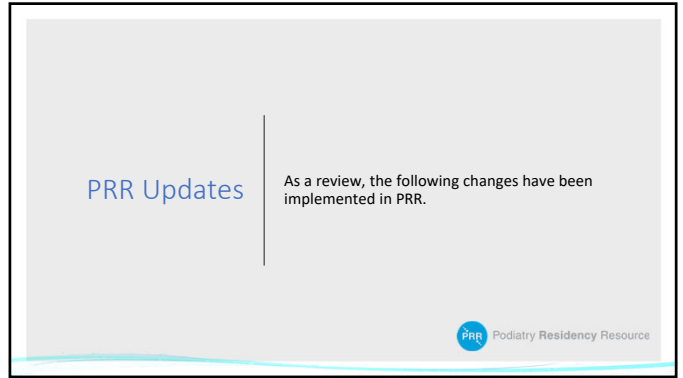 PRR Updates
As a review, the following changes have been
implemented in PRR.
PRR
Podiatry Residency Resource